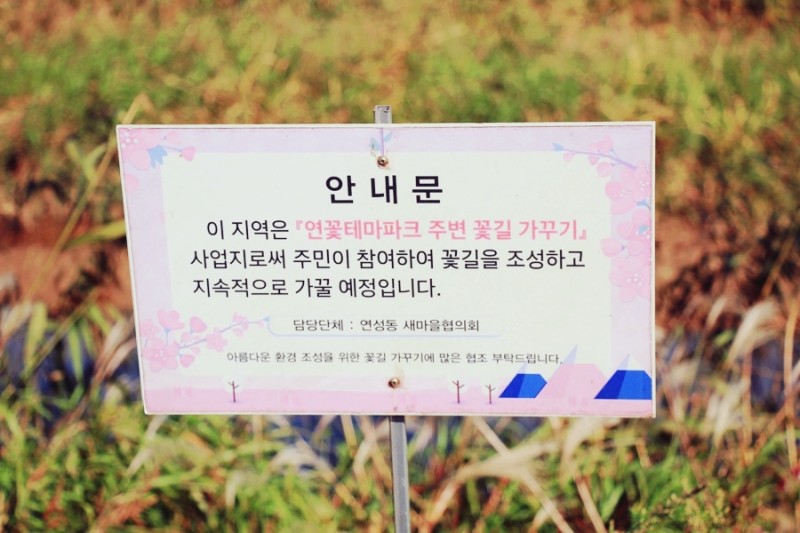 안내문
이 지역은 『연꽃테마파크 주변 꽃길 가꾸기』
사업지로써 주민이 참여하여 꽃길을 조성하고
지속적으로 가꿀 예정입니다.
담당단체 : 연성동 새마을협의회
아름다운 환경 조성을 위한 꽃길 가꾸기에 많은 협조 부탁드립니다.